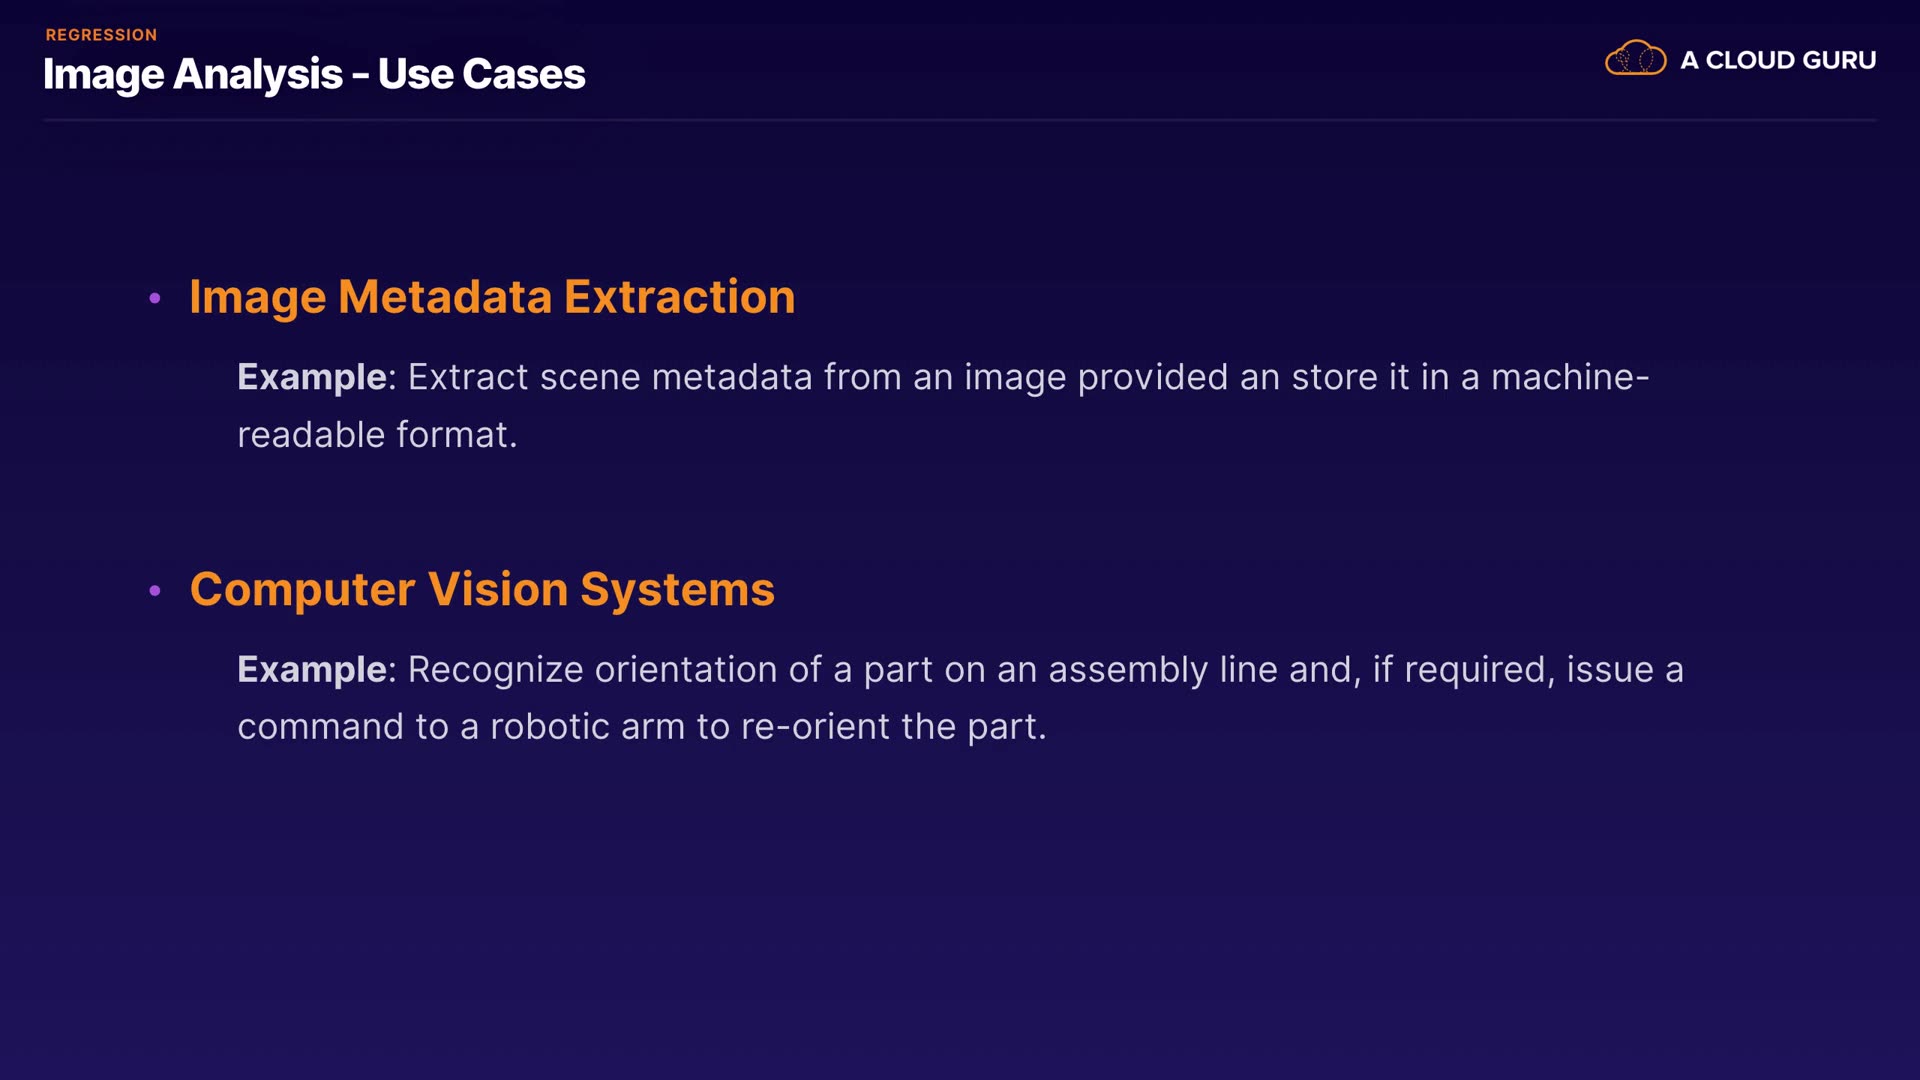 REGRESSION
Image Analysis - Use Cases
A CLOUD GURU
• Image Metadata Extraction
Example: Extract scene metadata from an image provided an store it in a machine-
readable format.
• Computer Vision Systems
Example: Recognize orientation of a part on an assembly line and, if required, issue a
command to a robotic arm to re-orient the part.